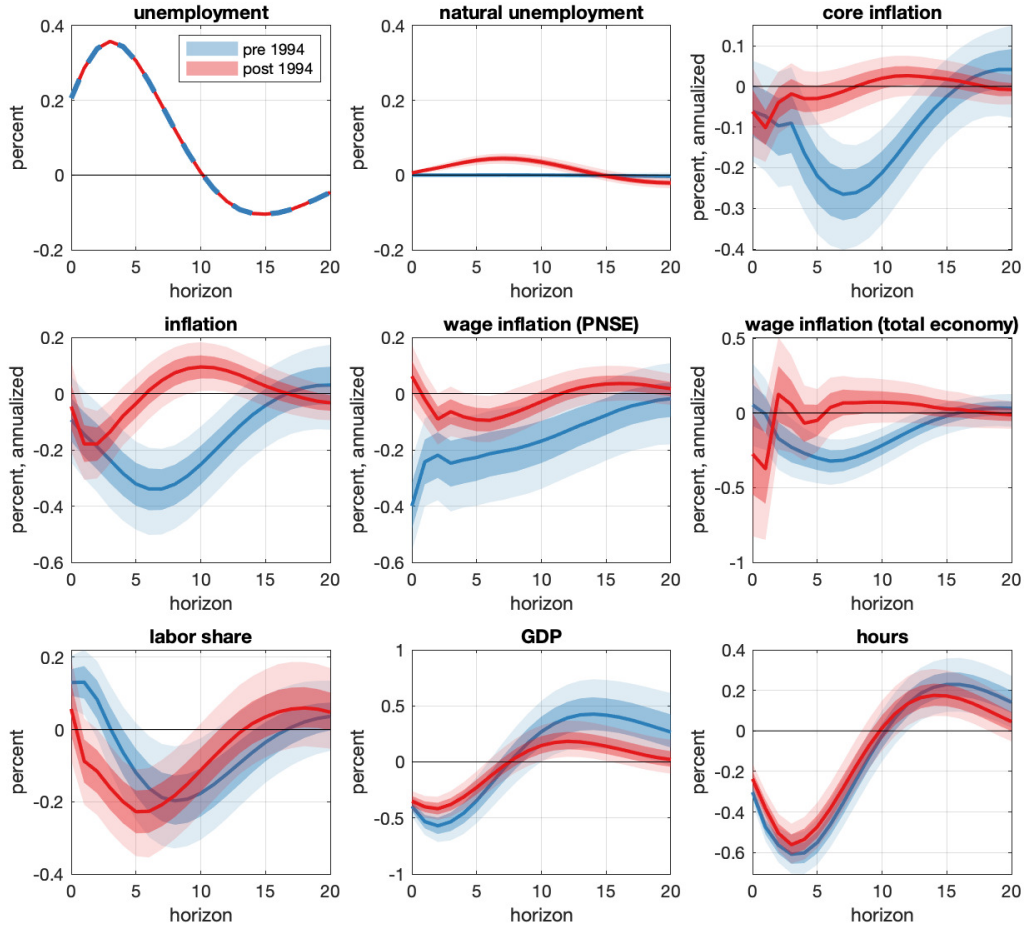 unemployment
0.4
0.2
0
-0.2
percent
0 5 10 15 20
horizon
pre 1994
post 1994
natural unemployment
0.4
0.2
0
-0.2
percent
0 5 10 15 20
horizon
core inflation
0.1
0
-0.1
-0.2
-0.3
-0.4
percent, annualized
0 5 10 15 20
horizon
inflation
0.2
0
-0.2
-0.4
-0.6
percent, annualized
0 5 10 15 20
horizon
wage inflation (PNSE)
0.2
0
-0.2
-0.4
-0.6
percent, annualized
0 5 10 15 20
horizon
wage inflation (total economy)
0.5
0
-0.5
-1
percent, annualized
0 5 10 15 20
horizon
labor share
0.2
0
-0.2
-0.4
percent
0 5 10 15 20
horizon
GDP
1
0.5
0
-0.5
-1
percent
0 5 10 15 20
horizon
hours
0.4
0.2
0
-0.2
-0.4
-0.6
percent
0 5 10 15 20
horizon